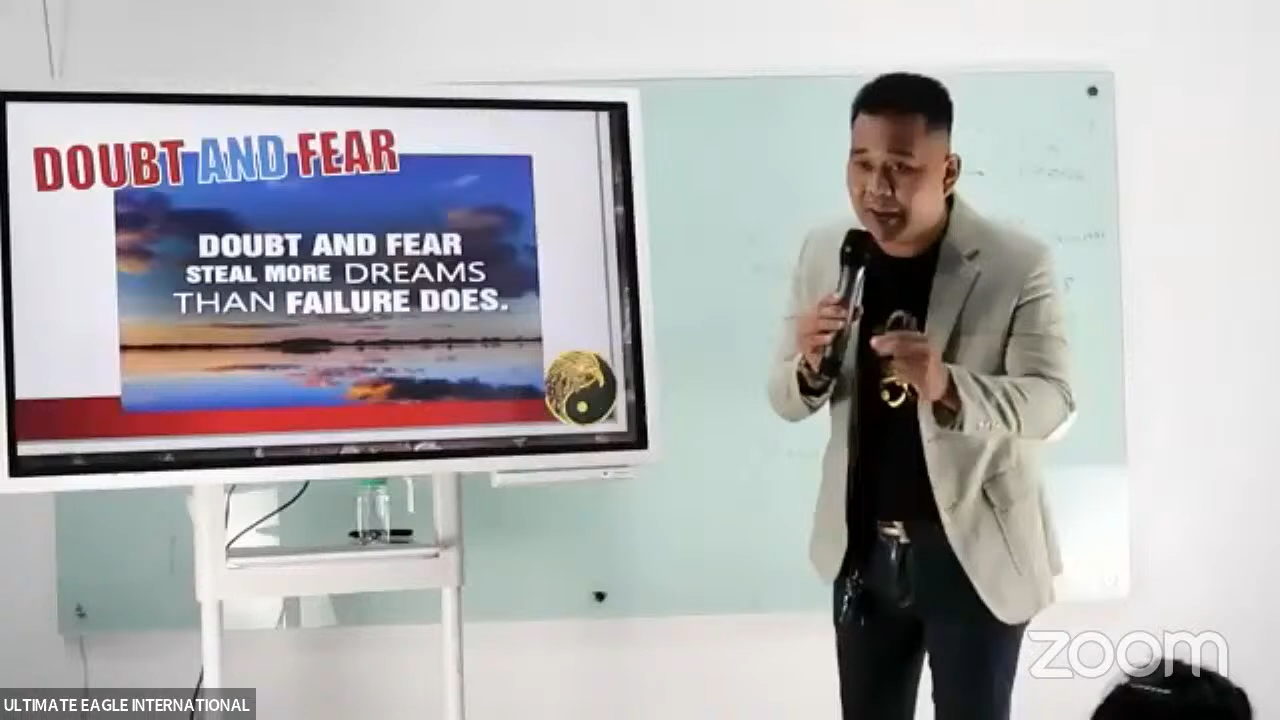 DOUBT AND FEAR
DOUBT AND FEAR
STEAL MORE DREAMS
THAN FAILURE DOES.
zoom
ULTIMATE EAGLE INTERNATIONAL